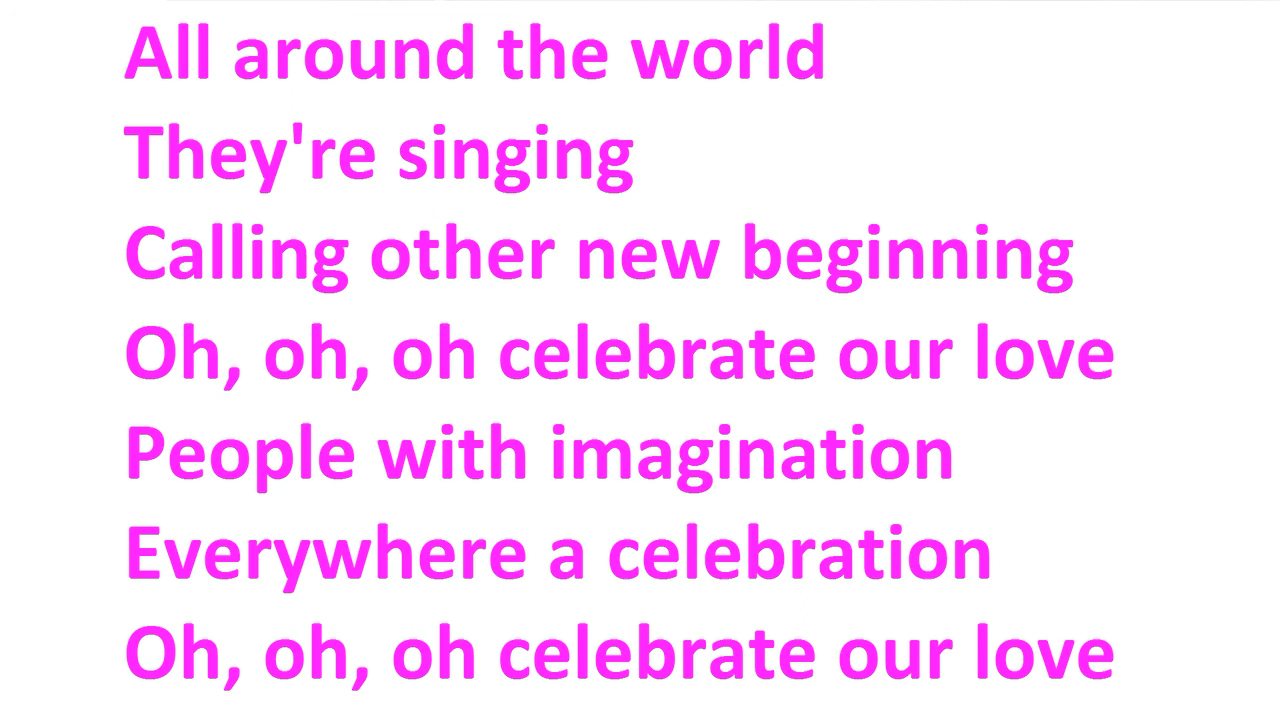 All around the world
They're singing
Calling other new beginning
Oh, oh, oh celebrate our love
People with imagination
Everywhere a celebration
Oh, oh, oh celebrate our love